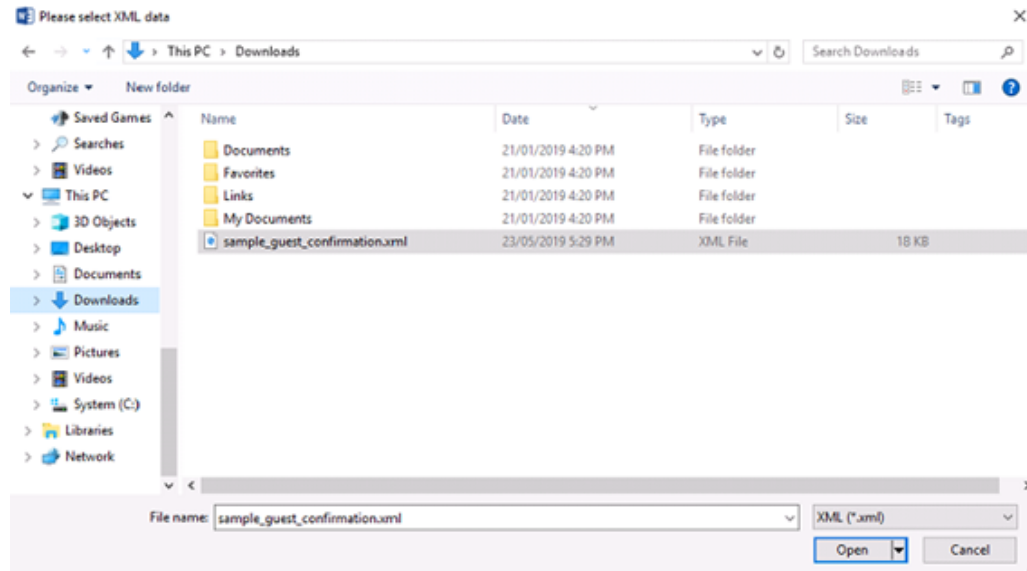 Please select XML data
This PC > Downloads
Search Downloads
Organize
New folder
Name Date Type Size Tags
Saved Games
Searches
Videos
This PC
3D Objects
Desktop
Documents
Downloads
Music
Pictures
Videos
System (C:)
Libraries
Network
Documents 21/01/2019 4:20 PM File folder
Favorites 21/01/2019 4:20 PM File folder
Links 21/01/2019 4:20 PM File folder
My Documents 21/01/2019 4:20 PM File folder
sample_guest_confirmation.xml 23/05/2019 5:29 PM XML File 18 KB
File name: sample_guest_confirmation.xml
XML (*.xml)
Open Cancel